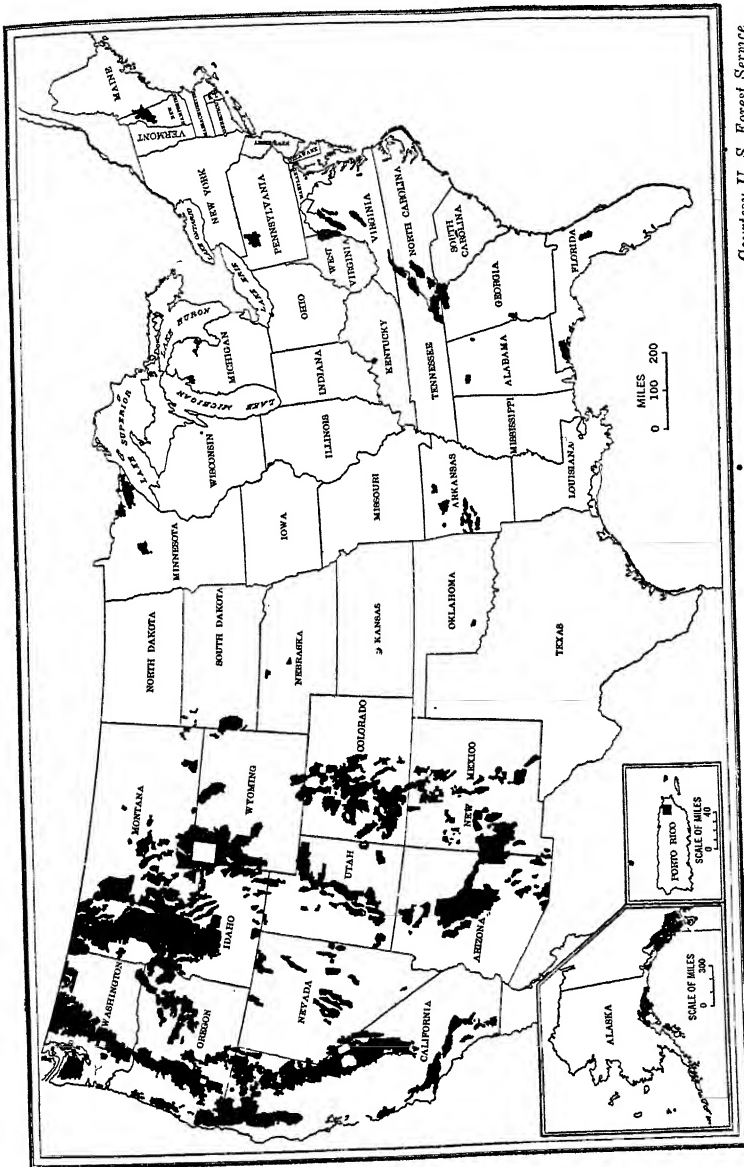 Courtesy U. S. Forest Service
WASHINGTON
OREGON
CALIFORNIA
NEVADA
IDAHO
MONTANA
WYOMING
UTAH
COLORADO
ARIZONA
NEW
MEXICO
NORTH DAKOTA
SOUTH DAKOTA
NEBRASKA
KANSAS
OKLAHOMA
TEXAS
MINNESOTA
IOWA
MISSOURI
ARKANSAS
LOUISIANA
WISCONSIN
ILLINOIS
MICHIGAN
INDIANA
OHIO
KENTUCKY
TENNESSEE
MISSISSIPPI
ALABAMA
GEORGIA
FLORIDA
SOUTH
CAROLINA
NORTH CAROLINA
VIRGINIA
WEST
VIRGINIA
PENNSYLVANIA
NEW YORK
VERMONT
MAINE
LAKE SUPERIOR
LAKE MICHIGAN
LAKE HURON
LAKE ERIE
LAKE ONTARIO
MILES
0 100 200
ALASKA
SCALE OF MILES
0 300
PORTO RICO
SCALE OF MILES
0 40